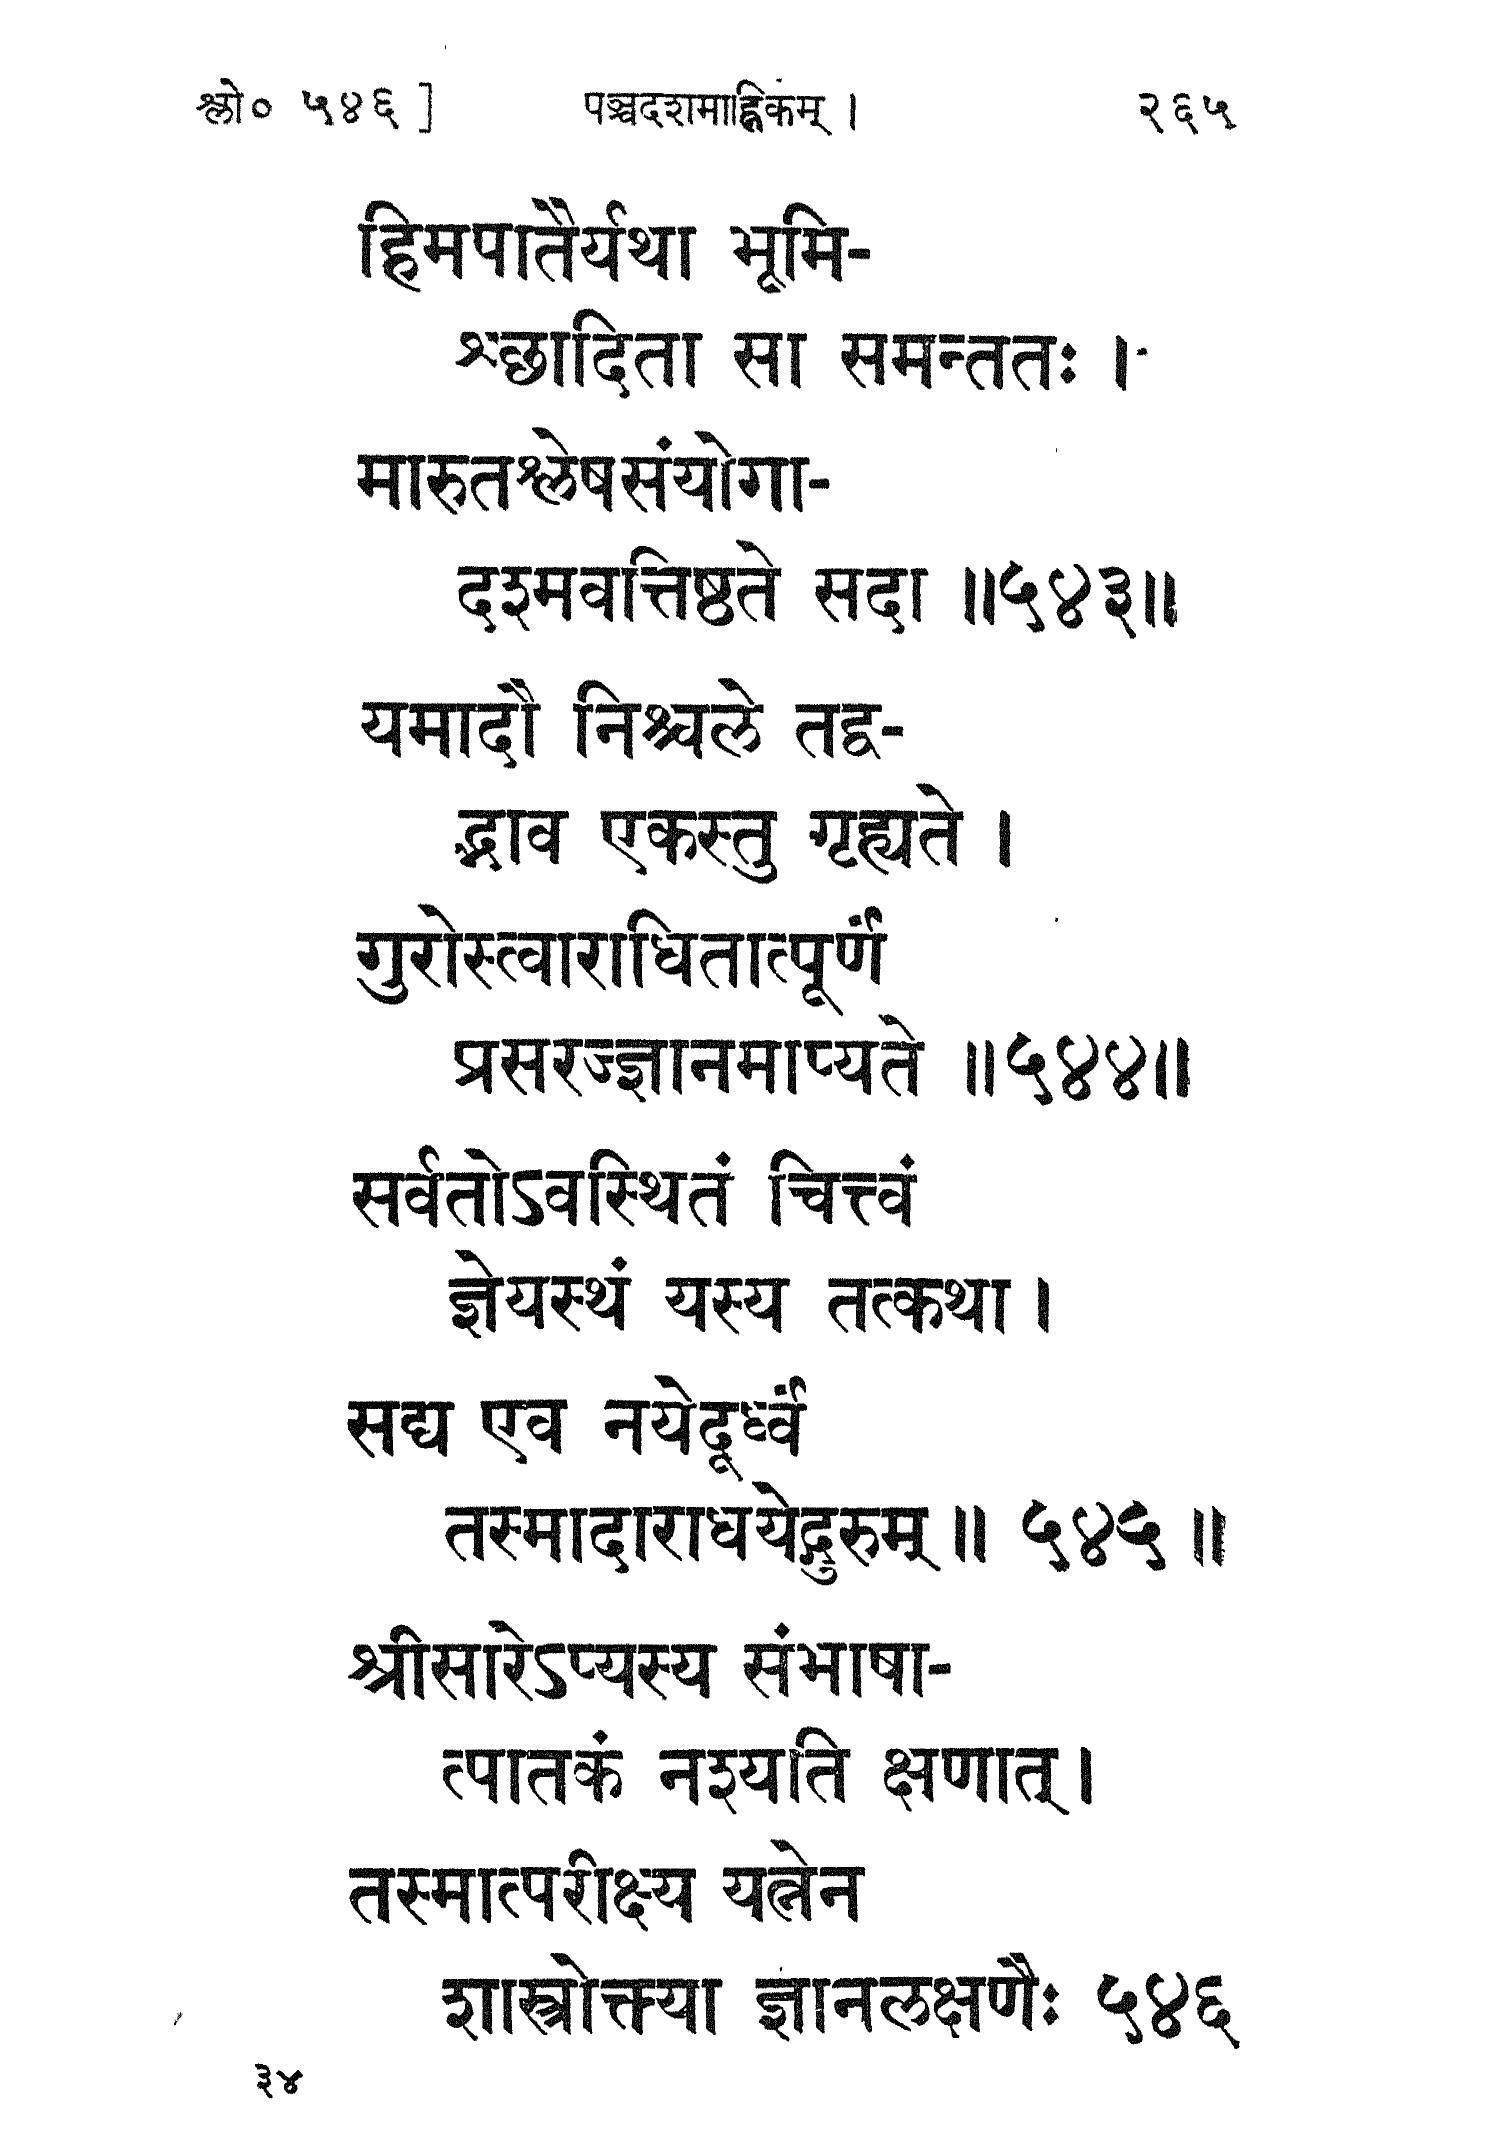 श्लो० ५४६] पञ्चदशमाह्निकम् । २६५
हिमपातैर्यथा भूमि-
श्छादिता सा समन्ततः ।
मारुतश्लेषसंयोगा-
दश्मवत्तिष्ठते सदा ॥५४३॥
यमादौ निश्चले तद्व-
द्भाव एकस्तु गृह्यते ।
गुरोस्त्वाराधितात्पूर्णं
प्रसरज्ज्ञानमाप्यते ॥५४४॥
सर्वतोऽवस्थितं चित्त्वं
ज्ञेयस्थं यस्य तत्कथा ।
सद्य एव नयेदूर्ध्वं
तस्मादाराधयेद्गुरुम् ॥ ५४५ ॥
श्रीसारेऽप्यस्य संभाषा-
त्पातकं नश्यति क्षणात् ।
तस्मात्परीक्ष्य यत्नेन
शास्त्रोक्त्या ज्ञानलक्षणैः ५४६
३४